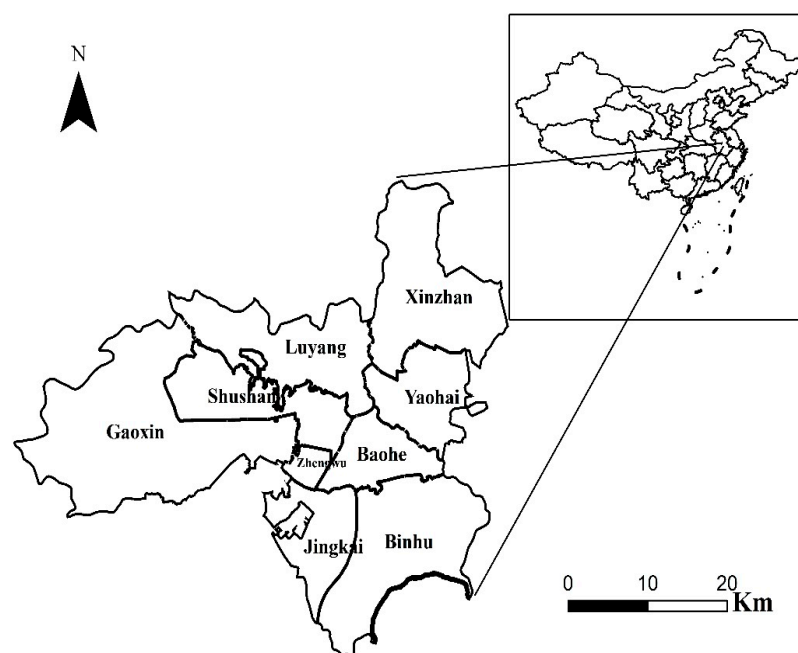 N
Xinzhan
Luyang
Shushan
Yaohai
Gaoxin
Baohe
Zhengwu
Jingkai
Binhu
0 10 20
Km